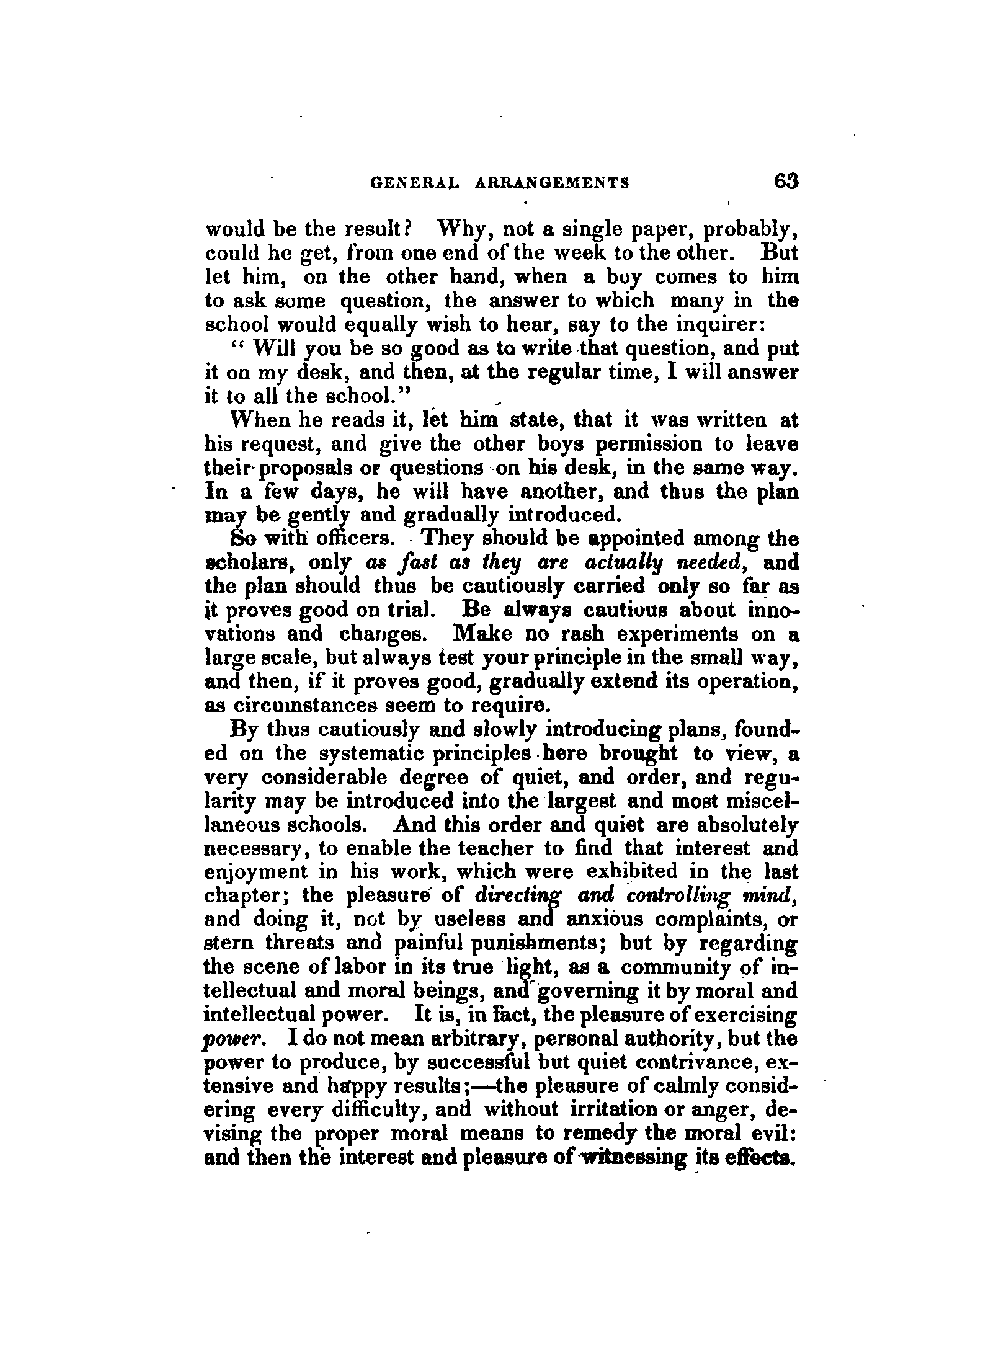 GENERAL ARRANGEMENTS 63
would be the result? Why, not a single paper, probably,
could he get, from one end of the week to the other. But
let him, on the other hand, when a boy comes to him
to ask some question, the answer to which many in the
school would equally wish to hear, say to the inquirer:
“ Will you be so good as to write that question, and put
it on my desk, and then, at the regular time, I will answer
it to all the school.”
When he reads it, let him state, that it was written at
his request, and give the other boys permission to leave
their proposals or questions on his desk, in the same way.
In a few days, he will have another, and thus the plan
may be gently and gradually introduced.
So with officers. They should be appointed among the
scholars, only as fast as they are actually needed, and
the plan should thus be cautiously carried only so far as
it proves good on trial. Be always cautious about inno-
vations and changes. Make no rash experiments on a
large scale, but always test your principle in the small way,
and then, if it proves good, gradually extend its operation,
as circumstances seem to require.
By thus cautiously and slowly introducing plans, found-
ed on the systematic principles here brought to view, a
very considerable degree of quiet, and order, and regu-
larity may be introduced into the largest and most miscel-
laneous schools. And this order and quiet are absolutely
necessary, to enable the teacher to find that interest and
enjoyment in his work, which were exhibited in the last
chapter; the pleasure of directing and controlling mind,
and doing it, not by useless and anxious complaints, or
stern threats and painful punishments; but by regarding
the scene of labor in its true light, as a community of in-
tellectual and moral beings, and governing it by moral and
intellectual power. It is, in fact, the pleasure of exercising
power. I do not mean arbitrary, personal authority, but the
power to produce, by successful but quiet contrivance, ex-
tensive and happy results;—the pleasure of calmly consid-
ering every difficulty, and without irritation or anger, de-
vising the proper moral means to remedy the moral evil:
and then the interest and pleasure of witnessing its effects.